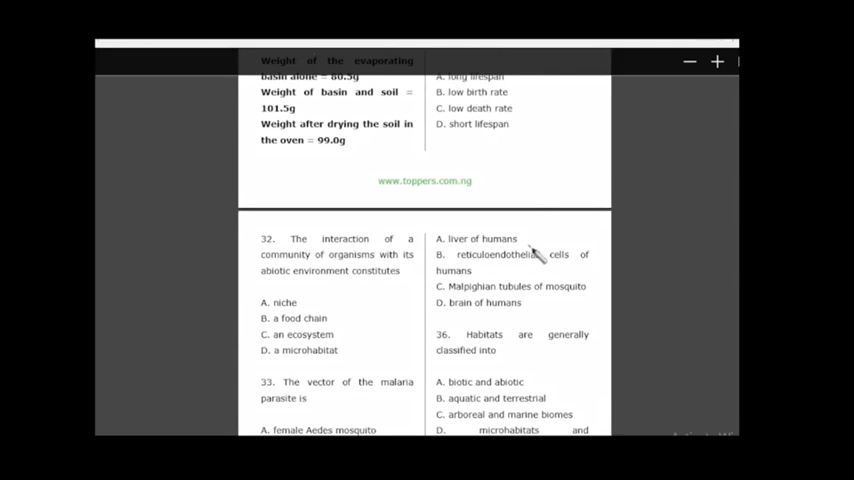 Weight of the evaporating
basin alone = 80.5g
Weight of basin and soil =
101.5g
Weight after drying the soil in
the oven = 99.0g
A. long lifespan
B. low birth rate
C. low death rate
D. short lifespan
www.toppers.com.ng
32. The interaction of a
community of organisms with its
abiotic environment constitutes
A. niche
B. a food chain
C. an ecosystem
D. a microhabitat
33. The vector of the malaria
parasite is
A. female Aedes mosquito
A. liver of humans
B. reticuloendothelial cells of
humans
C. Malpighian tubules of mosquito
D. brain of humans
36. Habitats are generally
classified into
A. biotic and abiotic
B. aquatic and terrestrial
C. arboreal and marine biomes
D. microhabitats and